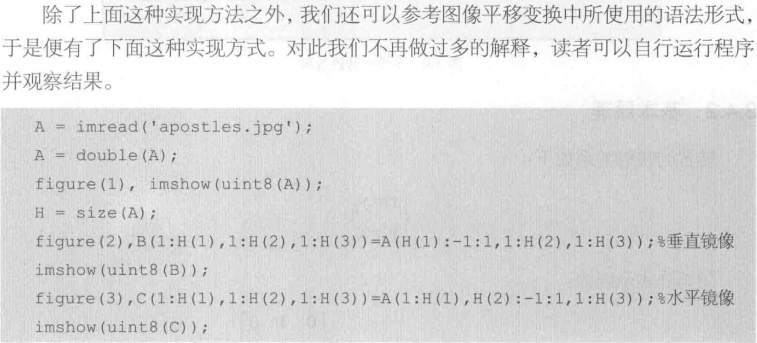 除了上面这种实现方法之外，我们还可以参考图像平移变换中所使用的语法形式，
于是便有了下面这种实现方式。对此我们不再做过多的解释，读者可以自行运行程序
并观察结果。
A = imread('apostles.jpg');
A = double(A);
figure(1), imshow(uint8(A));
H = size(A);
figure(2),B(1:H(1),1:H(2),1:H(3))=A(H(1):-1:1,1:H(2),1:H(3));%垂直镜像
imshow(uint8(B));
figure(3),C(1:H(1),1:H(2),1:H(3))=A(1:H(1),H(2):-1:1,1:H(3));%水平镜像
imshow(uint8(C));